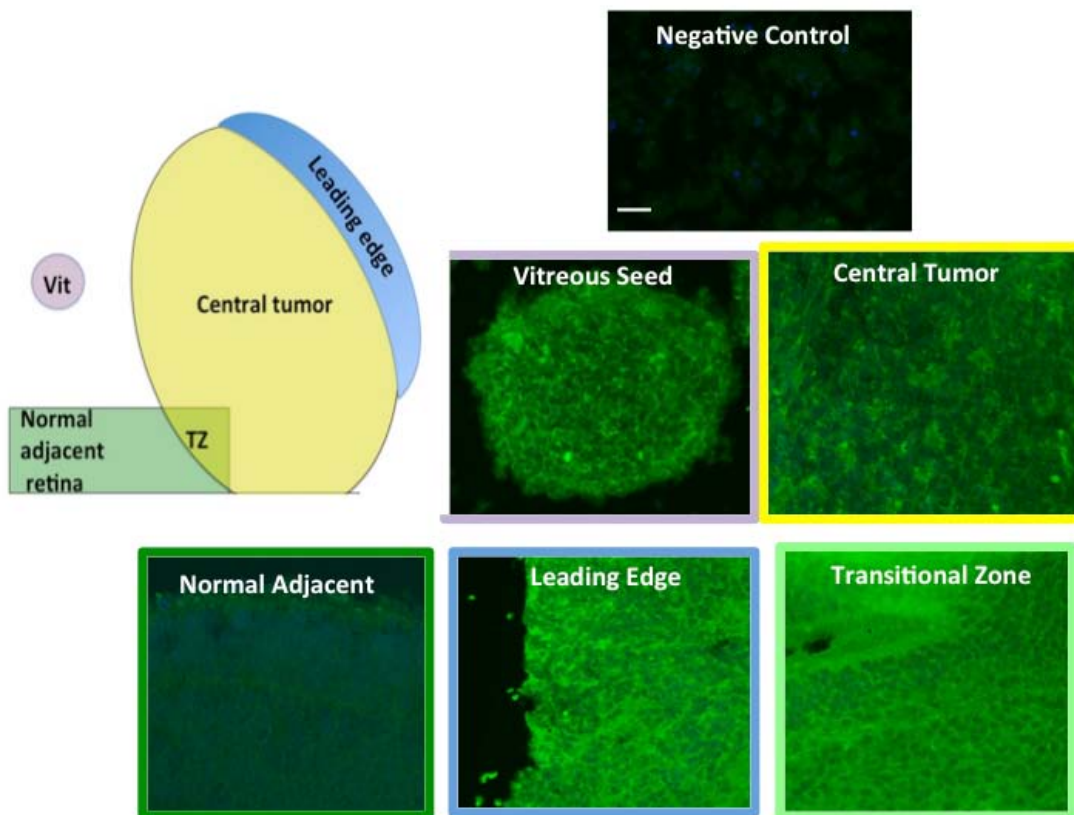 Negative Control
Leading edge
Vit
Central tumor
Normal
adjacent
retina
TZ
Vitreous Seed
Central Tumor
Normal Adjacent
Leading Edge
Transitional Zone